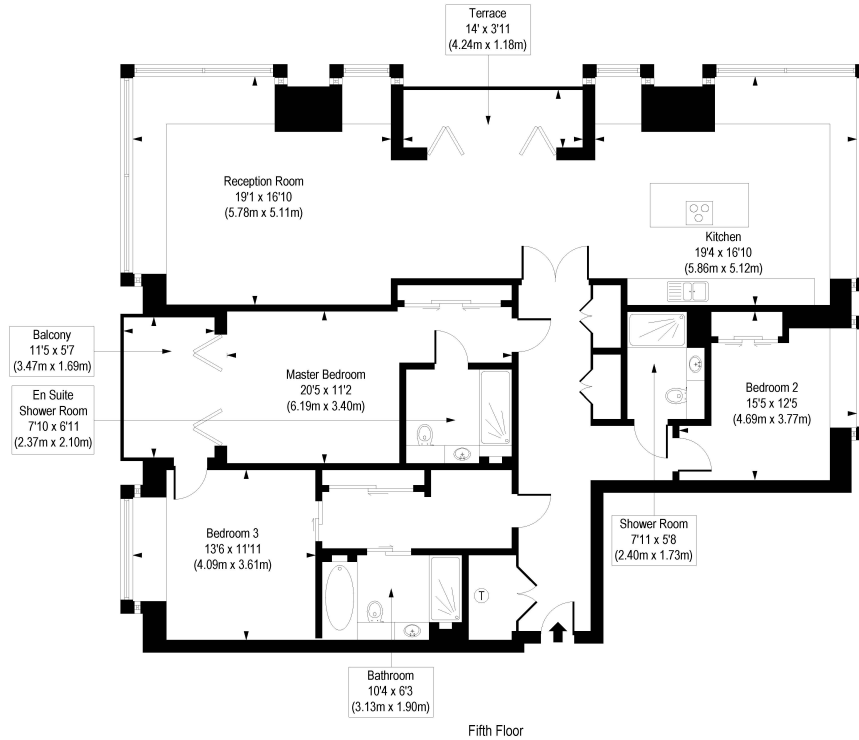 Terrace
14' x 3'11
(4.24m x 1.18m)
Reception Room
19'1 x 16'10
(5.78m x 5.11m)
Kitchen
19'4 x 16'10
(5.86m x 5.12m)
Balcony
11'5 x 5'7
(3.47m x 1.69m)
En Suite
Shower Room
7'10 x 6'11
(2.37m x 2.10m)
Master Bedroom
20'5 x 11'2
(6.19m x 3.40m)
Bedroom 2
15'5 x 12'5
(4.69m x 3.77m)
Bedroom 3
13'6 x 11'11
(4.09m x 3.61m)
Shower Room
7'11 x 5'8
(2.40m x 1.73m)
T
Bathroom
10'4 x 6'3
(3.13m x 1.90m)
Fifth Floor